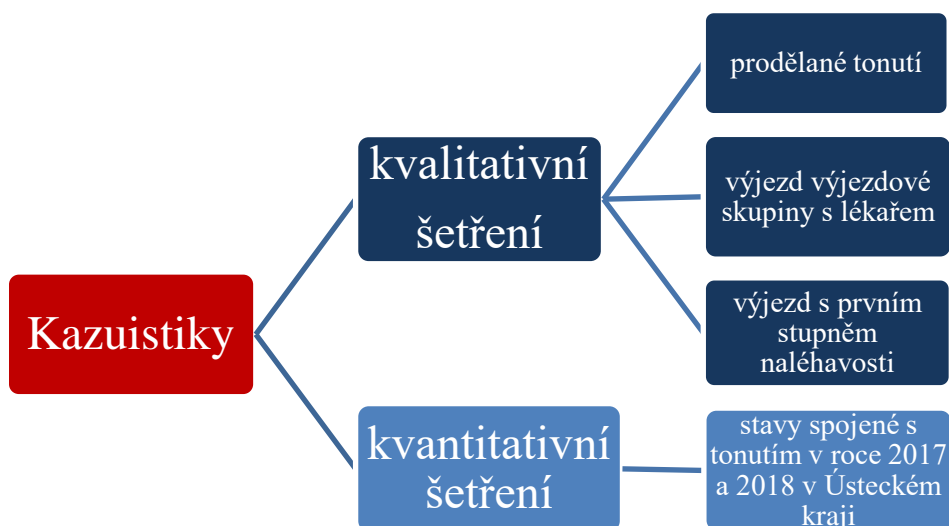 Kazuistiky
kvalitativní
šetření
prodělané tonutí
výjezd výjezdové
skupiny s lékařem
výjezd s prvním
stupněm
naléhavosti
kvantitativní
šetření
stavy spojené s
tonutím v roce 2017
a 2018 v Ústeckém
kraji